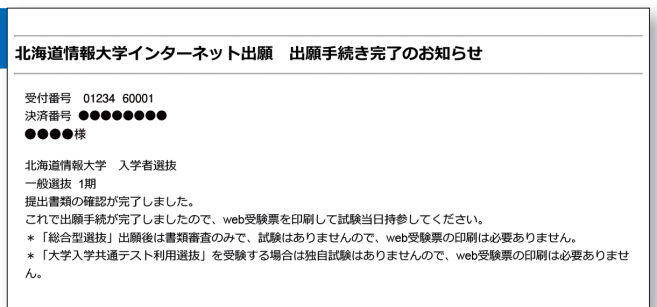 北海道情報大学インターネット出願　出願手続き完了のお知らせ
受付番号　01234 60001
決済番号 ●●●●●●●●
●●●●様
北海道情報大学　入学者選抜
一般選抜 1期
提出書類の確認が完了しました。
これで出願手続が完了しましたので、web受験票を印刷して試験当日持参してください。
＊「総合型選抜」出願後は書類審査のみで、試験はありませんので、web受験票の印刷は必要ありません。
＊「大学入学共通テスト利用選抜」を受験する場合は独自試験はありませんので、web受験票の印刷は必要ありませ
ん。